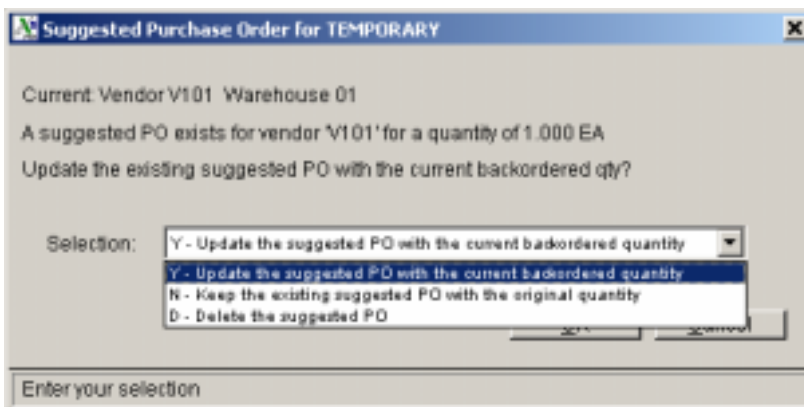 Suggested Purchase Order for TEMPORARY
Current: Vendor V101 Warehouse 01
A suggested PO exists for vendor 'V101' for a quantity of 1.000 EA
Update the existing suggested PO with the current backordered qty?
Selection: Y - Update the suggested PO with the current backordered quantity
Y - Update the suggested PO with the current backordered quantity
N - Keep the existing suggested PO with the original quantity
D - Delete the suggested PO
Cancel
Enter your selection